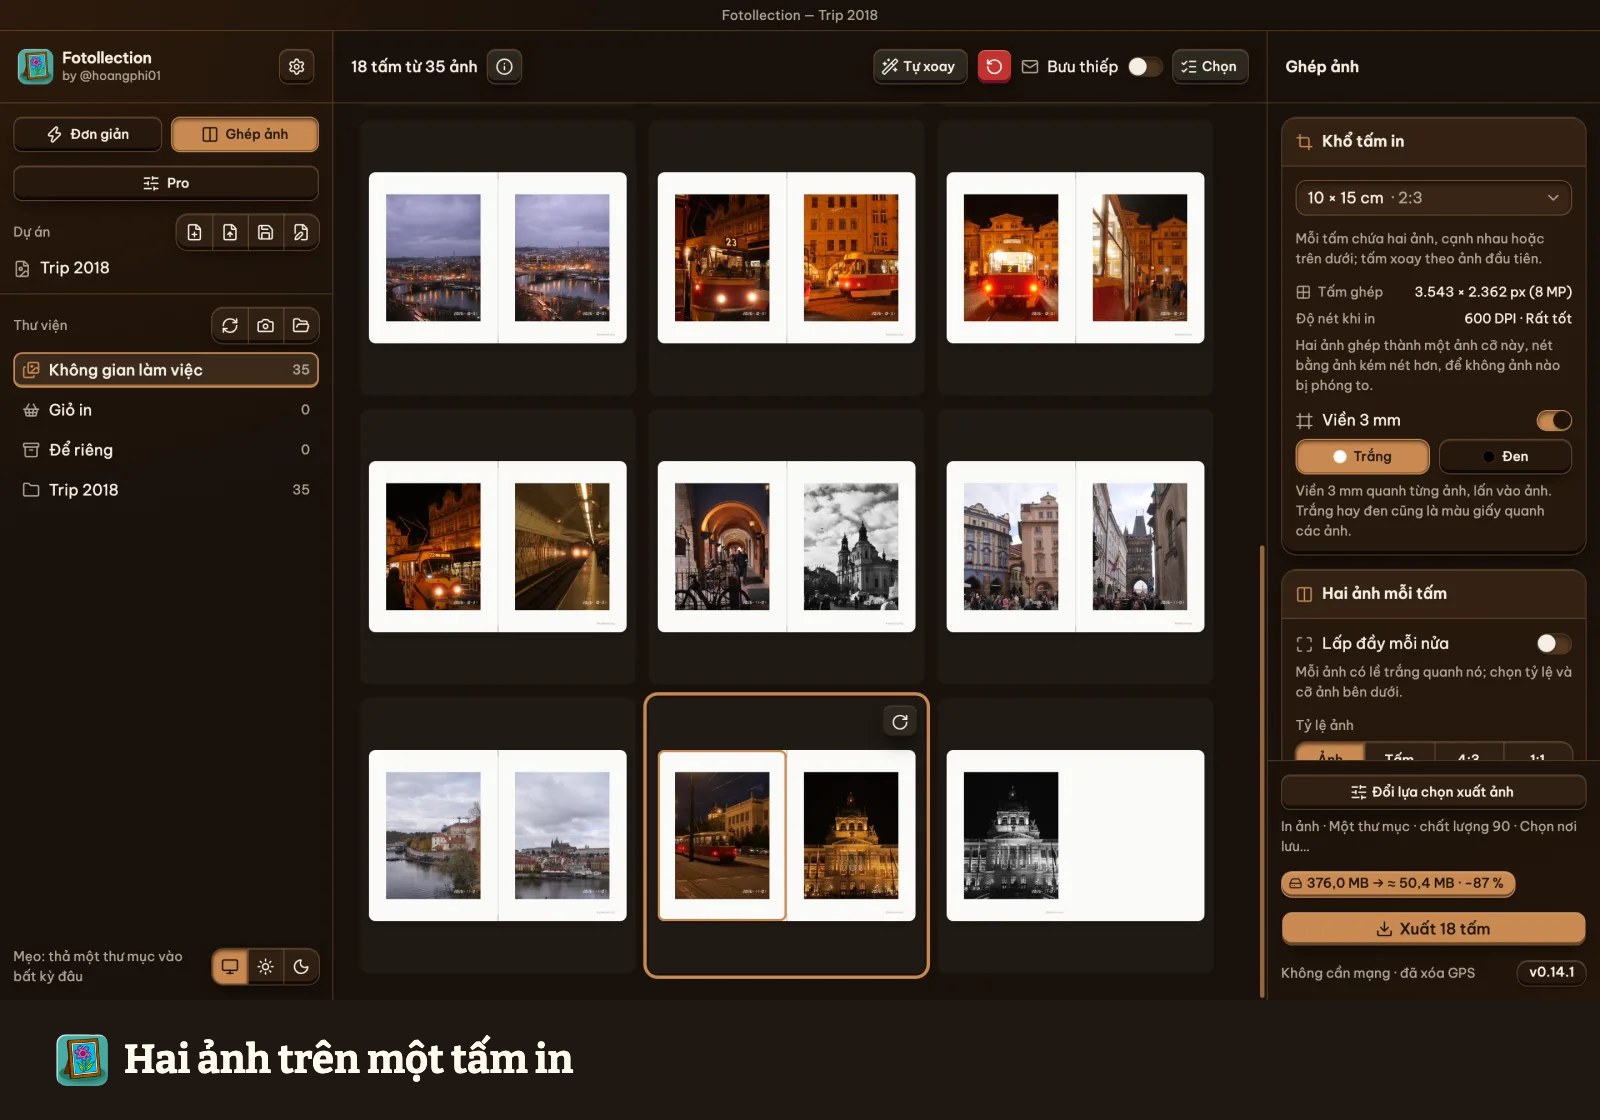 Fotollection — Trip 2018
Fotollection
by @hoangphi01
18 tấm từ 35 ảnh
Tự xoay
Bưu thiếp
Chọn
Ghép ảnh
Đơn giản
Ghép ảnh
Pro
Dự án
Trip 2018
Thư viện
Không gian làm việc 35
Giỏ in 0
Để riêng 0
Trip 2018 35
Mẹo: thả một thư mục vào
bất kỳ đâu
23
Khổ tấm in
10 × 15 cm · 2:3
Mỗi tấm chứa hai ảnh, cạnh nhau hoặc
trên dưới; tấm xoay theo ảnh đầu tiên.
Tấm ghép 3.543 × 2.362 px (8 MP)
Độ nét khi in 600 DPI · Rất tốt
Hai ảnh ghép thành một ảnh cỡ này, nét
bằng ảnh kém nét hơn, để không ảnh nào
bị phóng to.
Viền 3 mm
Trắng
Đen
Viền 3 mm quanh từng ảnh, lấn vào ảnh.
Trắng hay đen cũng là màu giấy quanh
các ảnh.
Hai ảnh mỗi tấm
Lấp đầy mỗi nửa
Mỗi ảnh có lề trắng quanh nó; chọn tỷ lệ và
cỡ ảnh bên dưới.
Tỷ lệ ảnh
Ảnh Tấm 4:3 1:1
Đổi lựa chọn xuất ảnh
In ảnh · Một thư mục · chất lượng 90 · Chọn nơi
lưu...
376,0 MB → ≈ 50,4 MB · −87 %
Xuất 18 tấm
Không cần mạng · đã xóa GPS
v0.14.1
Hai ảnh trên một tấm in